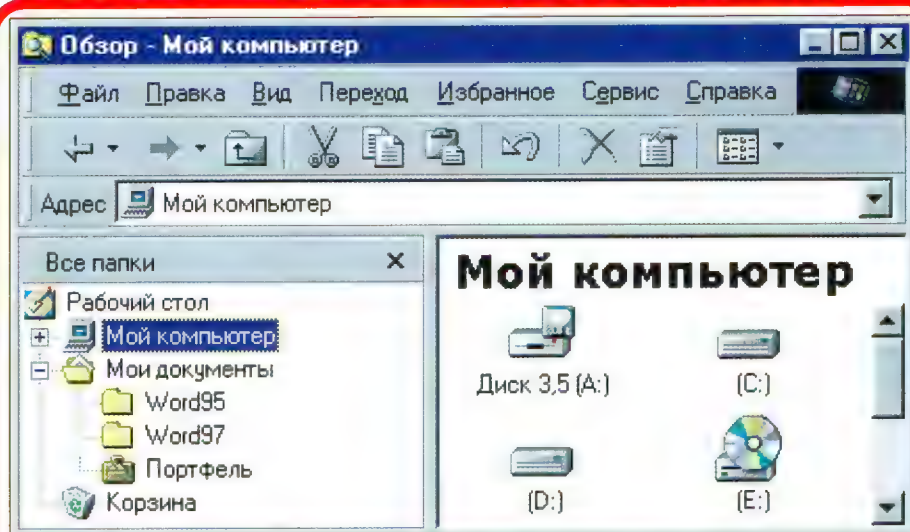 Обзор - Мой компьютер
Файл Правка Вид Переход Избранное Сервис Справка
Адрес Мой компьютер
Все папки
Рабочий стол
Мой компьютер
Мои документы
Word95
Word97
Портфель
Корзина
Мой компьютер
Диск 3,5 (A:) (C:)
(D:) (E:)